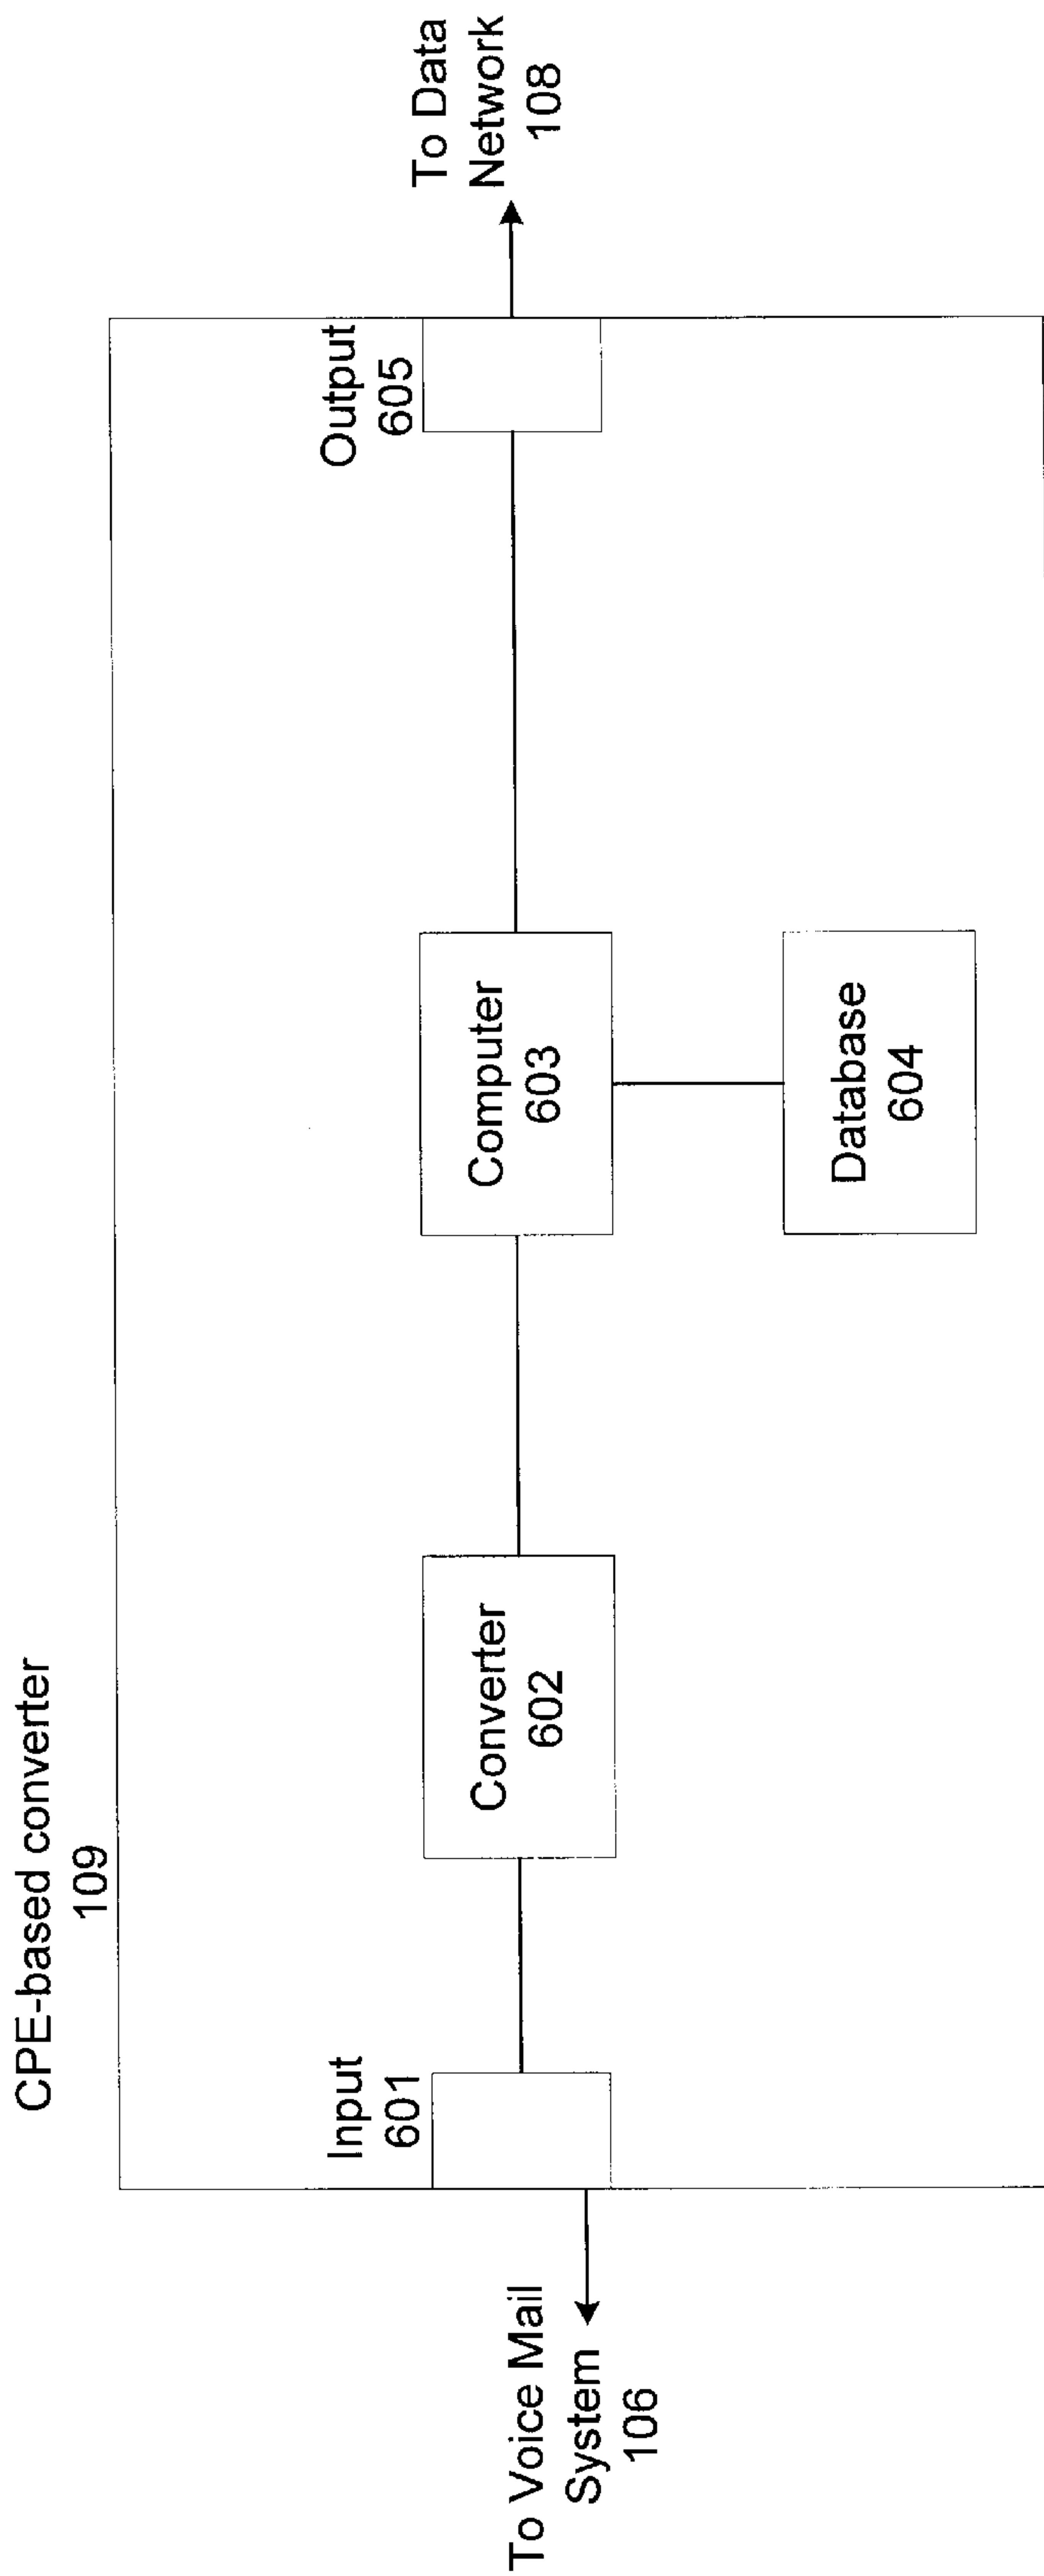 CPE-based converter
109
Input
601
Output
605
To Data
Network
108
Converter
602
Computer
603
Database
604
To Voice Mail
System
106